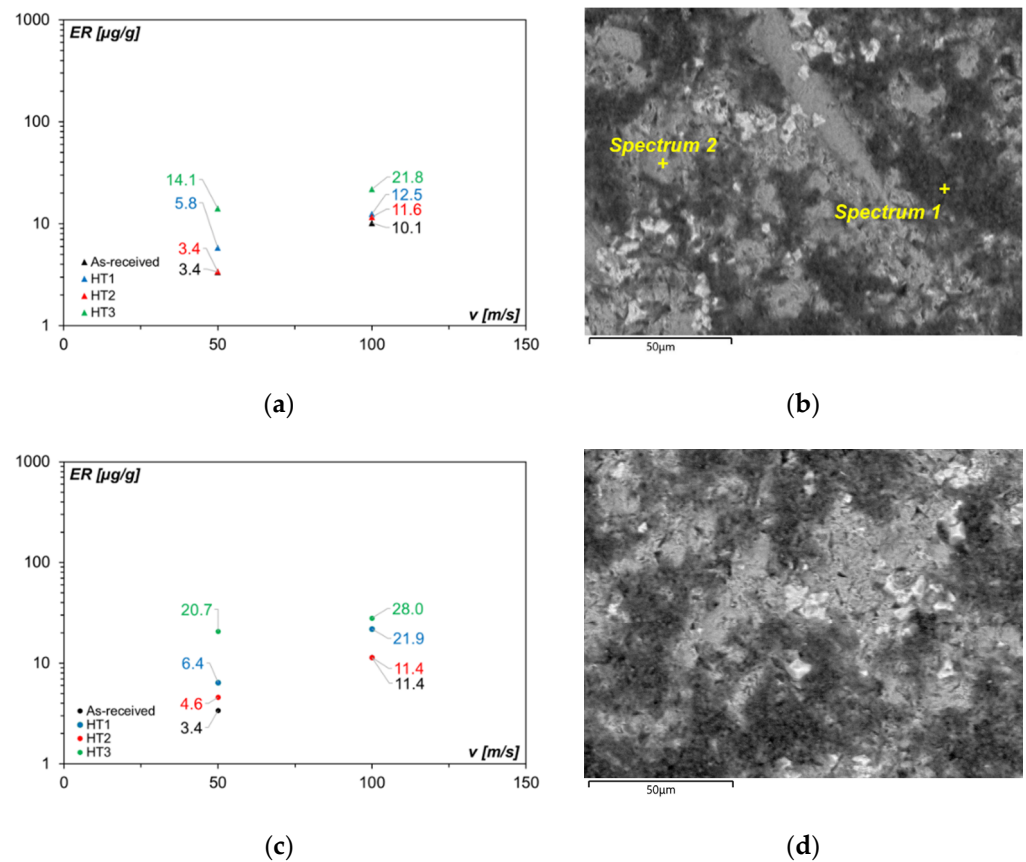 1000
ER [µg/g]
100
10
1
14.1
5.8
3.4
3.4
21.8
12.5
11.6
10.1
As-received
HT1
HT2
HT3
v [m/s]
0
50
100
150
(a)
Spectrum 2
Spectrum 1
50µm
(b)
1000
ER [µg/g]
100
10
1
20.7
6.4
4.6
3.4
28.0
21.9
11.4
11.4
As-received
HT1
HT2
HT3
v [m/s]
0
50
100
150
(c)
50µm
(d)